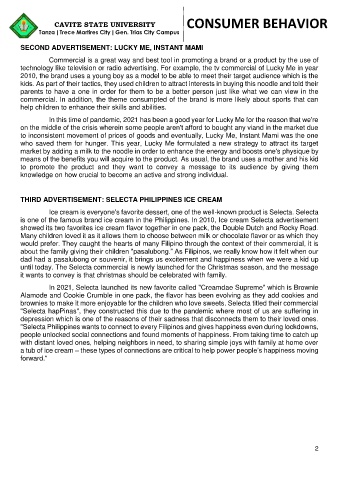 CAVITE STATE UNIVERSITY
Tanza | Trece Martires City | Gen. Trias City Campus
CONSUMER BEHAVIOR
SECOND ADVERTISEMENT: LUCKY ME, INSTANT MAMI
Commercial is a great way and best tool in promoting a brand or a product by the use of
technology like television or radio advertising. For example, the tv commercial of Lucky Me in year
2010, the brand uses a young boy as a model to be able to meet their target audience which is the
kids. As part of their tactics, they used children to attract interests in buying this noodle and told their
parents to have a one in order for them to be a better person just like what we can view in the
commercial. In addition, the theme consumpted of the brand is more likely about sports that can
help children to enhance their skills and abilities.
In this time of pandemic, 2021 has been a good year for Lucky Me for the reason that we're
on the middle of the crisis wherein some people aren't afford to bought any viand in the market due
to inconsistent movement of prices of goods and eventually, Lucky Me, Instant Mami was the one
who saved them for hunger. This year, Lucky Me formulated a new strategy to attract its target
market by adding a milk to the noodle in order to enhance the energy and boosts one's physique by
means of the benefits you will acquire to the product. As usual, the brand uses a mother and his kid
to promote the product and they want to convey a message to its audience by giving them
knowledge on how crucial to become an active and strong individual.
THIRD ADVERTISEMENT: SELECTA PHILIPPINES ICE CREAM
Ice cream is everyone's favorite dessert, one of the well-known product is Selecta. Selecta
is one of the famous brand ice cream in the Philippines. In 2010, Ice cream Selecta advertisement
showed its two favorites ice cream flavor together in one pack, the Double Dutch and Rocky Road.
Many children loved it as it allows them to choose between milk or chocolate flavor or as which they
would prefer. They caught the hearts of many Filipino through the context of their commercial, it is
about the family giving their children "pasalubong." As Filipinos, we really know how it felt when our
dad had a pasalubong or souvenir, it brings us excitement and happiness when we were a kid up
until today. The Selecta commercial is newly launched for the Christmas season, and the message
it wants to convey is that christmas should be celebrated with family.
In 2021, Selecta launched its new favorite called "Creamdae Supreme" which is Brownie
Alamode and Cookie Crumble in one pack, the flavor has been evolving as they add cookies and
brownies to make it more enjoyable for the children who love sweets. Selecta titled their commercial
"Selecta hapPinas", they constructed this due to the pandemic where most of us are suffering in
depression which is one of the reasons of their sadness that disconnects them to their loved ones.
"Selecta Philippines wants to connect to every Filipinos and gives happiness even during lockdowns,
people unlocked social connections and found moments of happiness. From taking time to catch up
with distant loved ones, helping neighbors in need, to sharing simple joys with family at home over
a tub of ice cream – these types of connections are critical to help power people's happiness moving
forward."
2